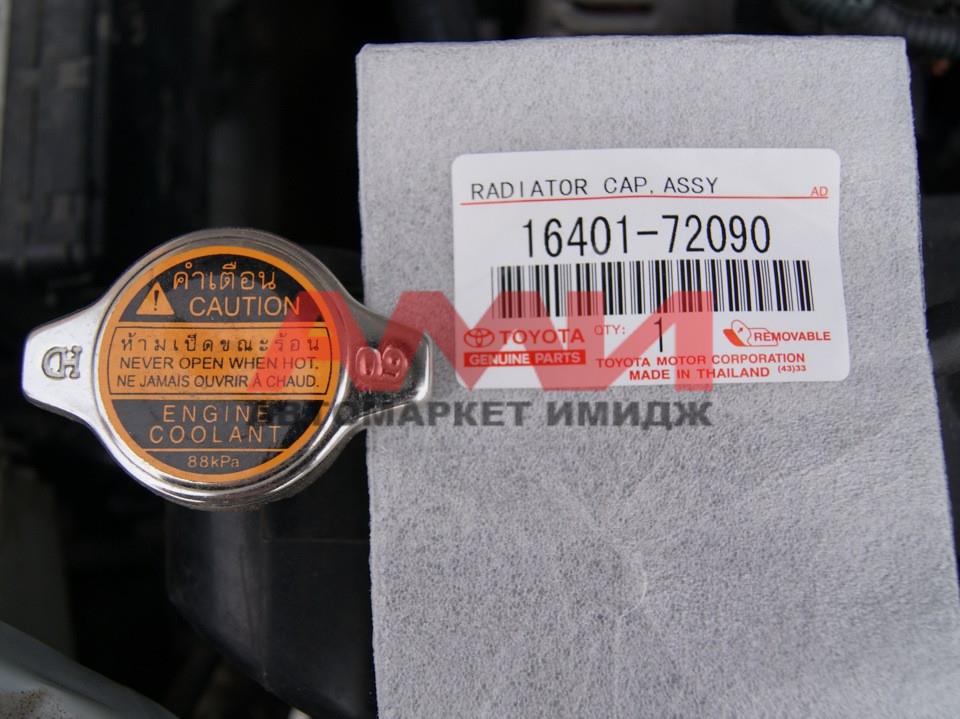 คำเตือน
CAUTION
ห้ามเปิดขณะร้อน
NEVER OPEN WHEN HOT.
NE JAMAIS OUVRIR À CHAUD.
ENGINE
COOLANT
88kPa
RADIATOR CAP, ASSY
AD
16401-72090
TOYOTA
GENUINE PARTS
QTY:
1
REMOVABLE
TOYOTA MOTOR CORPORATION
MADE IN THAILAND (43)33
АМИ
АВТОМАРКЕТ ИМИДЖ